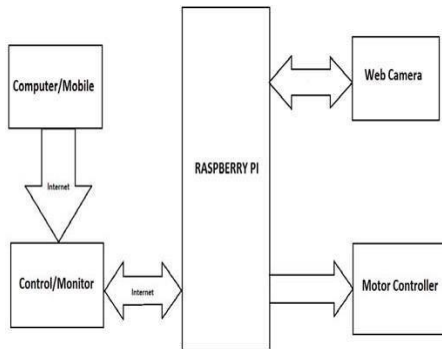 Computer/Mobile
Web Camera
Internet
RASPBERRY PI
Control/Monitor
Internet
Motor Controller